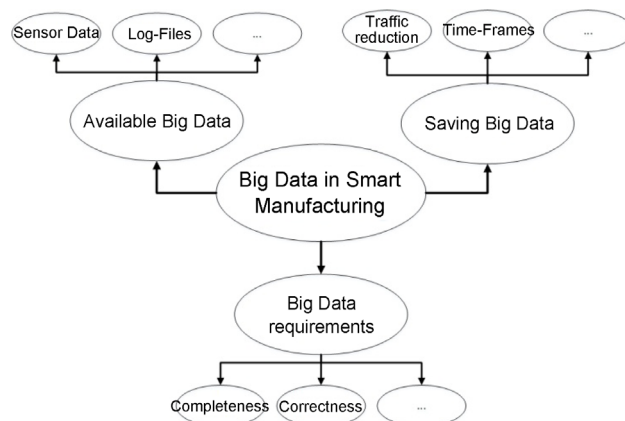 Sensor Data
Log-Files
...
Traffic
reduction
Time-Frames
...
Available Big Data
Saving Big Data
Big Data in Smart
Manufacturing
Big Data
requirements
Completeness
Correctness
...